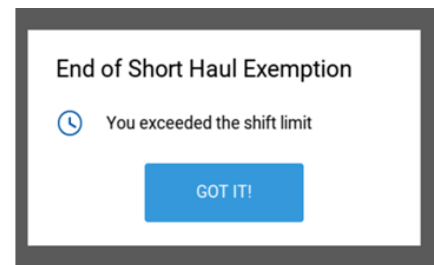 End of Short Haul Exemption
You exceeded the shift limit
GOT IT!